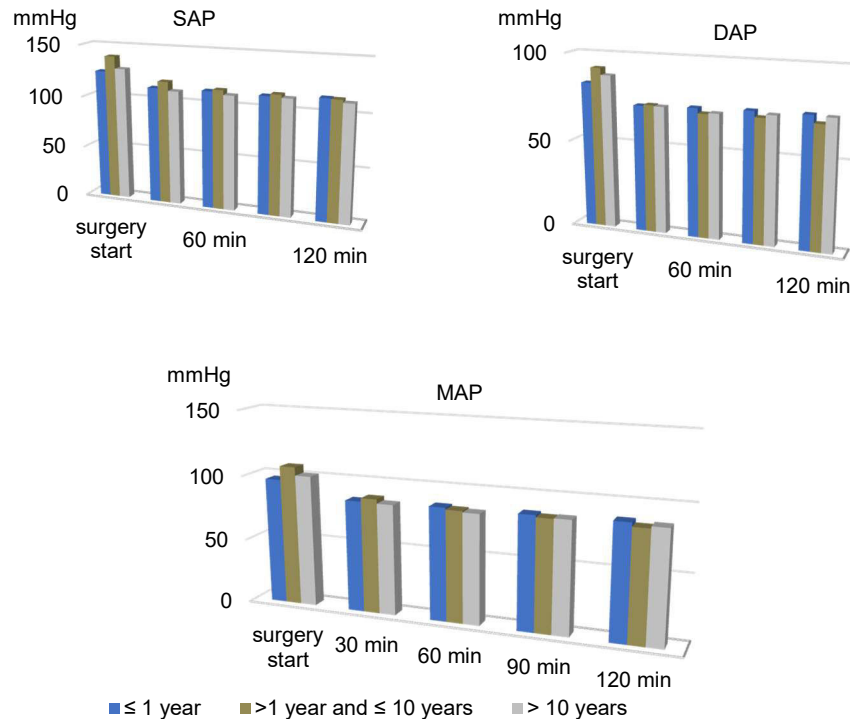 mmHg
SAP
150
100
50
0
surgery
start
60 min
120 min
mmHg
DAP
100
50
0
surgery
start
60 min
120 min
mmHg
MAP
150
100
50
0
surgery
start
30 min
60 min
90 min
120 min
≤ 1 year
>1 year and ≤ 10 years
> 10 years